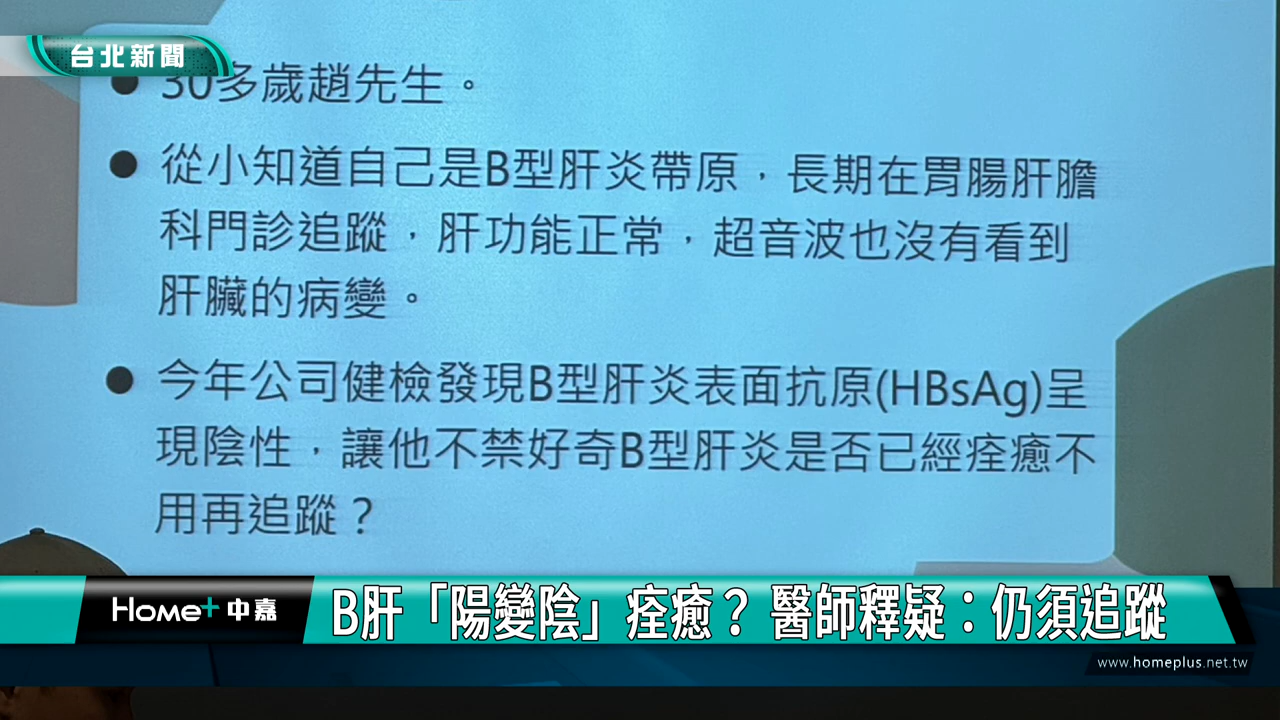 台北新聞
30多歲趙先生。
從小知道自己是B型肝炎帶原，長期在胃腸肝膽
科門診追蹤，肝功能正常，超音波也沒有看到
肝臟的病變。
今年公司健檢發現B型肝炎表面抗原(HBsAg)呈
現陰性，讓他不禁好奇B型肝炎是否已經痊癒不
用再追蹤？
Home+中嘉
B肝「陽變陰」痊癒？ 醫師釋疑：仍須追蹤
www.homeplus.net.tw